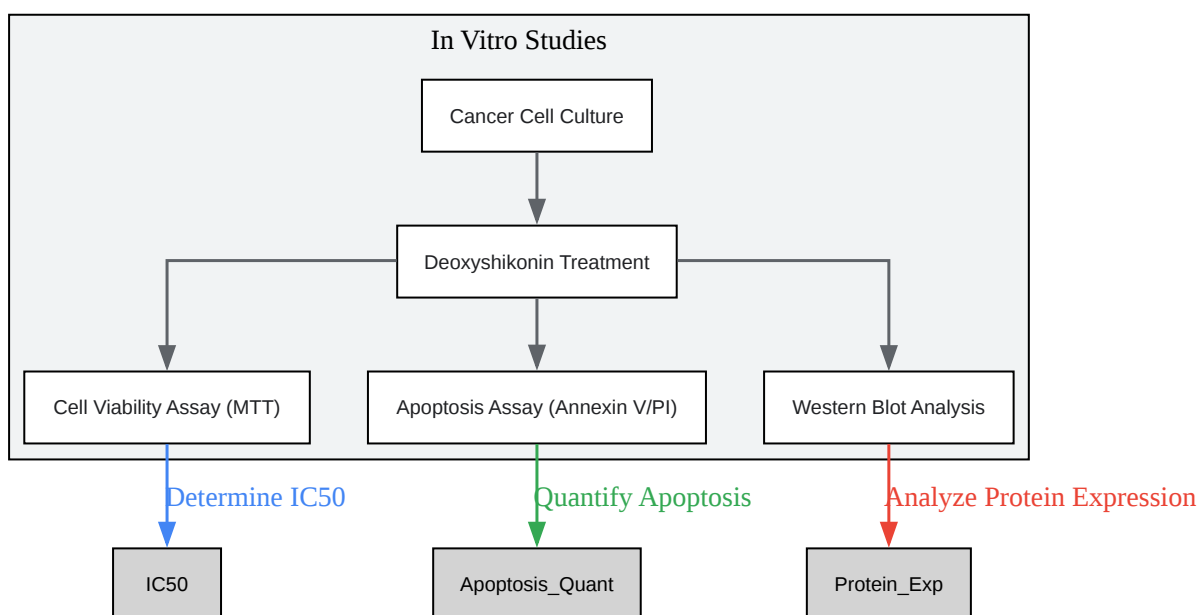 In Vitro Studies
Cancer Cell Culture
Deoxyshikonin Treatment
Cell Viability Assay (MTT)
Apoptosis Assay (Annexin V/PI)
Western Blot Analysis
Determine IC50
Quantify Apoptosis
Analyze Protein Expression
IC50
Apoptosis_Quant
Protein_Exp